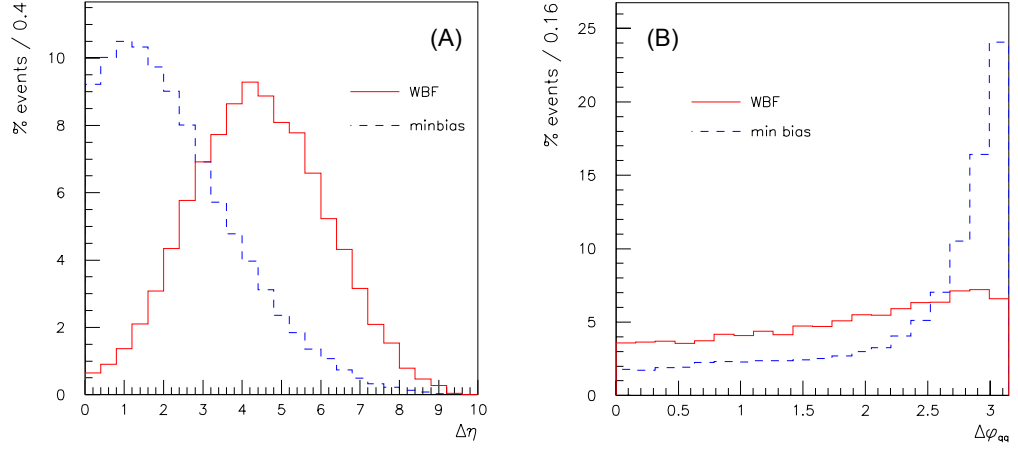 % events / 0.4
(A)
WBF
minbias
10
8
6
4
2
0
0 1 2 3 4 5 6 7 8 9 10
Δη
% events / 0.16
(B)
WBF
min bias
25
20
15
10
5
0
0 0.5 1 1.5 2 2.5 3
Δφqq